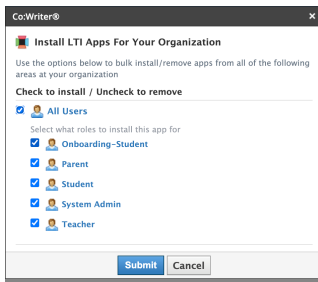 Co:Writer® ×
Install LTI Apps For Your Organization
Use the options below to bulk install/remove apps from all of the following
areas at your organization
Check to install / Uncheck to remove
All Users
Select what roles to install this app for
Onboarding-Student
Parent
Student
System Admin
Teacher
Submit Cancel